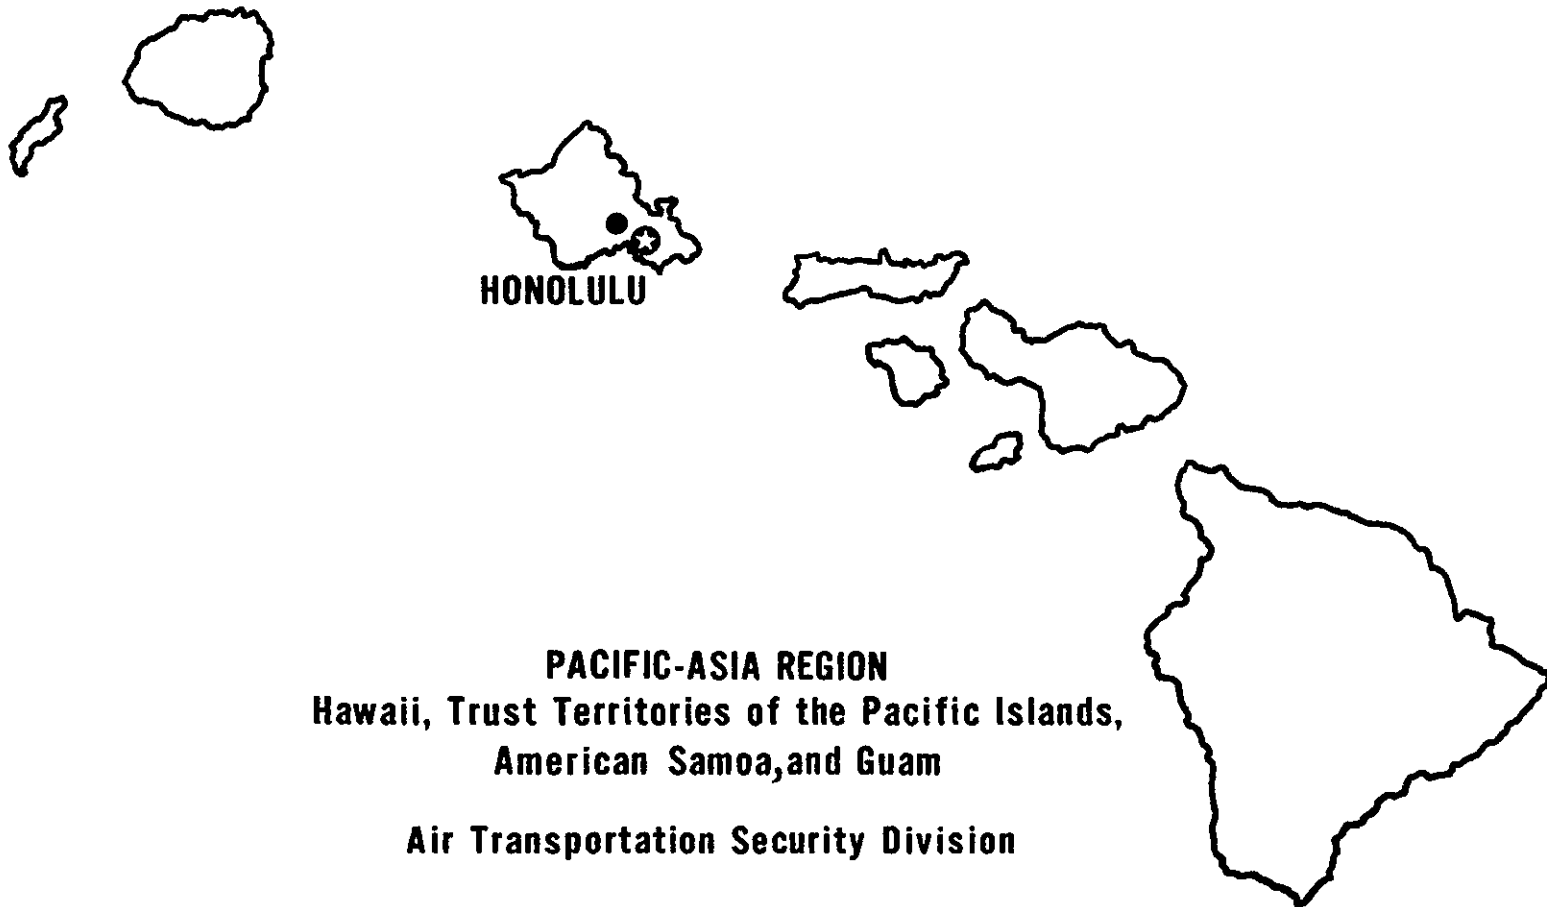 HONOLULU
PACIFIC-ASIA REGION
Hawaii, Trust Territories of the Pacific Islands,
American Samoa,and Guam
Air Transportation Security Division